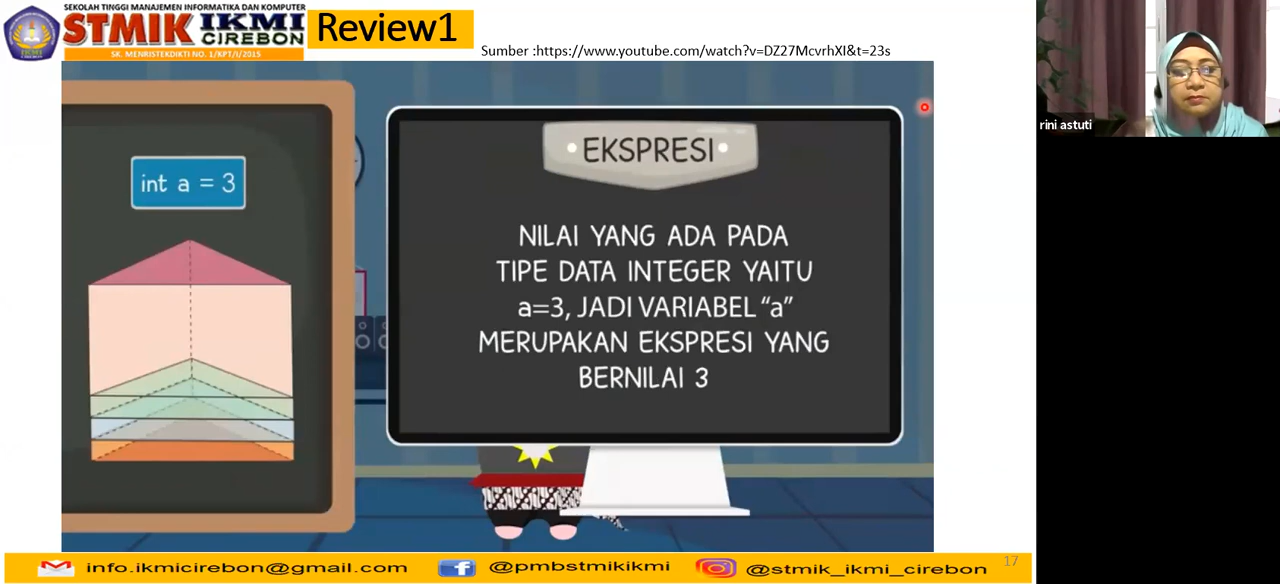 SEKOLAH TINGGI MANAJEMEN INFORMATIKA DAN KOMPUTER
STMIK IKMI CIREBON
SK. MENRISTEKDIKTI NO. 1/KPT/I/2015
Review1
Sumber :https://www.youtube.com/watch?v=DZ27McvrhXI&t=23s
rini astuti
int a = 3
EKSPRESI
NILAI YANG ADA PADA
TIPE DATA INTEGER YAITU
a=3, JADI VARIABEL “a”
MERUPAKAN EKSPRESI YANG
BERNILAI 3
info.ikmicirebon@gmail.com
@pmbstmikikmi
@stmik_ikmi_cirebon
17